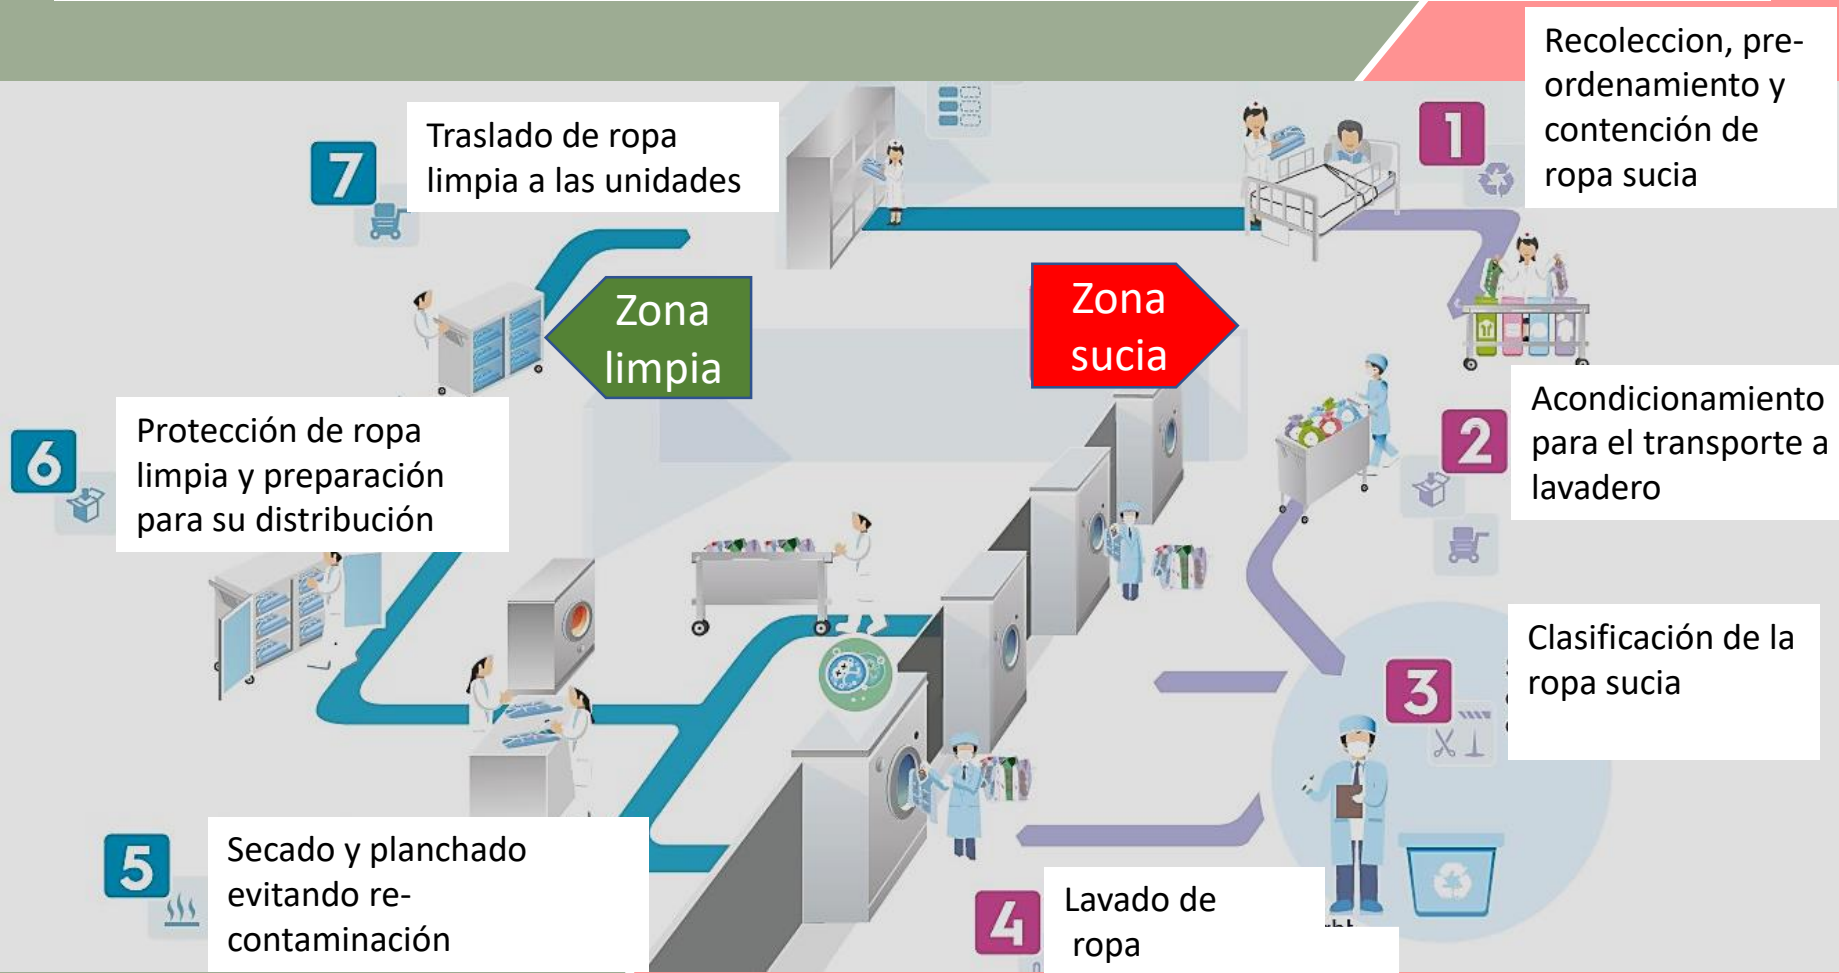 1
Recoleccion, pre-
ordenamiento y
contención de
ropa sucia
2
Acondicionamiento
para el transporte a
lavadero
3
Clasificación de la
ropa sucia
4
Lavado de
ropa
5
Secado y planchado
evitando re-
contaminación
6
Protección de ropa
limpia y preparación
para su distribución
7
Traslado de ropa
limpia a las unidades
Zona
limpia
Zona
sucia